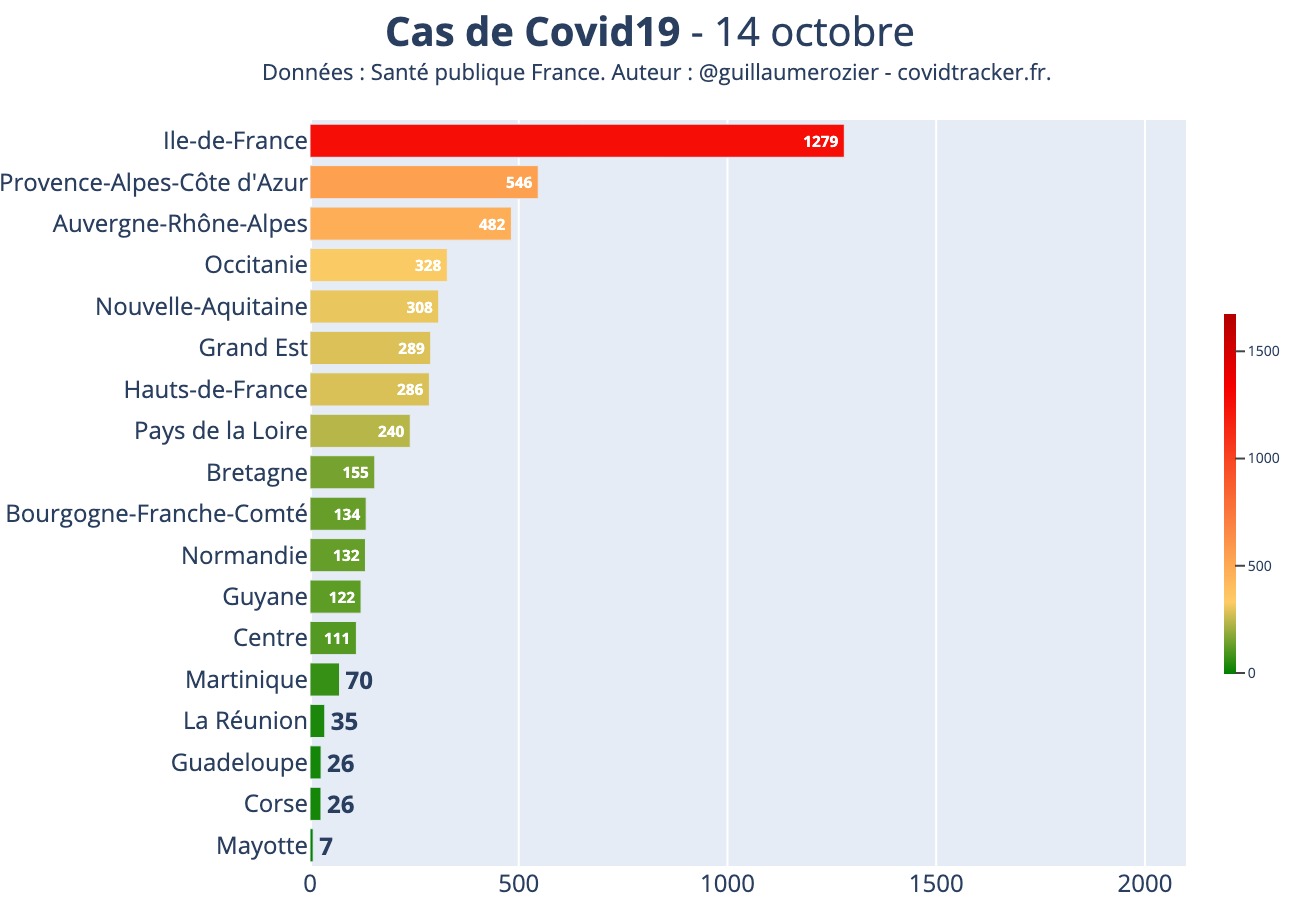 Cas de Covid19 - 14 octobre
Données : Santé publique France. Auteur : @guillaumerozier - covidtracker.fr.
Ile-de-France 1279
Provence-Alpes-Côte d'Azur 546
Auvergne-Rhône-Alpes 482
Occitanie 328
Nouvelle-Aquitaine 308
Grand Est 289
Hauts-de-France 286
Pays de la Loire 240
Bretagne 155
Bourgogne-Franche-Comté 134
Normandie 132
Guyane 122
Centre 111
Martinique 70
La Réunion 35
Guadeloupe 26
Corse 26
Mayotte 7
0 500 1000 1500 2000
1500
1000
500
0